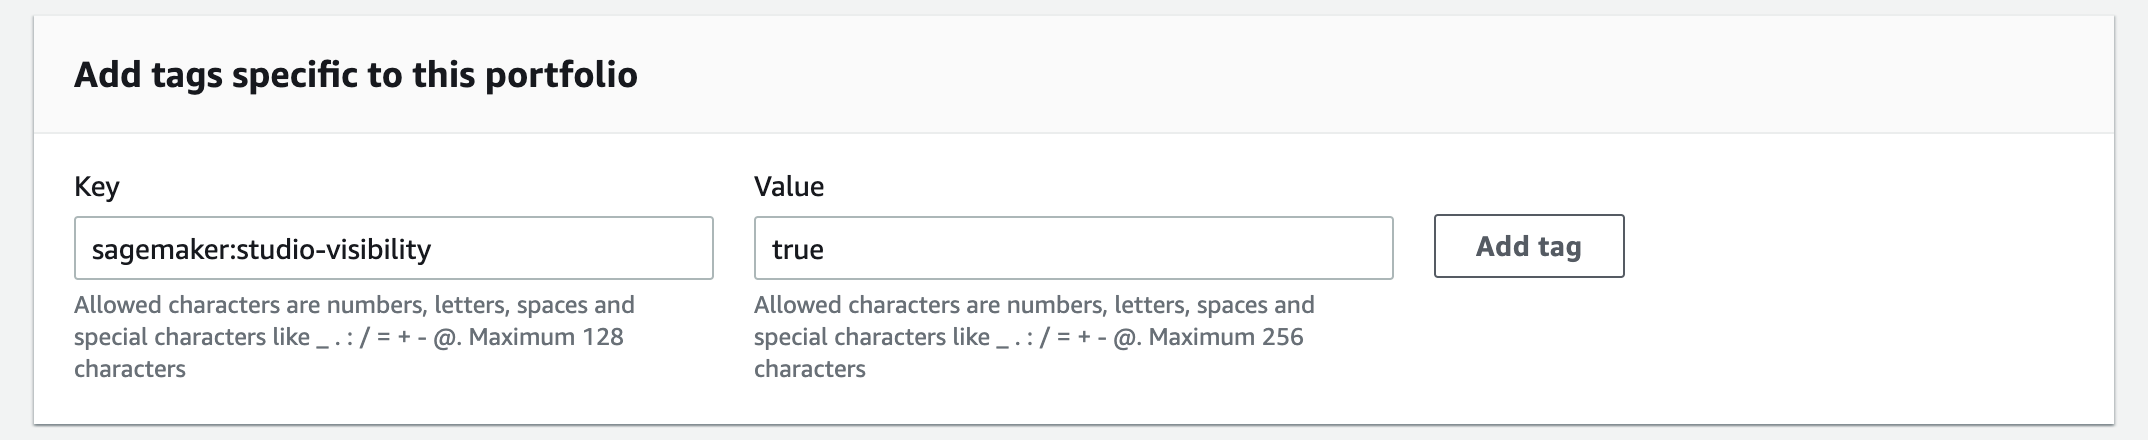 Add tags specific to this portfolio
Key
sagemaker:studio-visibility
Allowed characters are numbers, letters, spaces and
special characters like _ . : / = + - @. Maximum 128
characters
Value
true
Allowed characters are numbers, letters, spaces and
special characters like _ . : / = + - @. Maximum 256
characters
Add tag